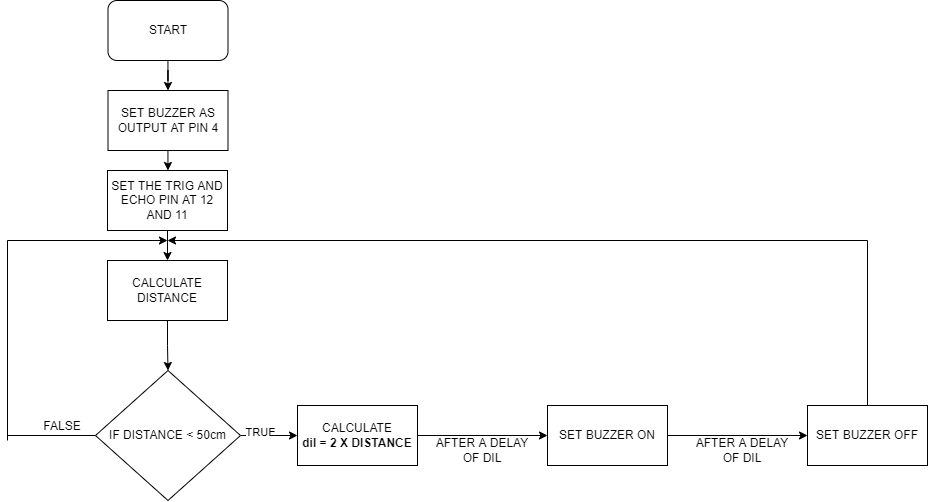 START
SET BUZZER AS
OUTPUT AT PIN 4
SET THE TRIG AND
ECHO PIN AT 12
AND 11
CALCULATE
DISTANCE
FALSE
IF DISTANCE < 50cm
TRUE
CALCULATE
dil = 2 X DISTANCE
AFTER A DELAY
OF DIL
SET BUZZER ON
AFTER A DELAY
OF DIL
SET BUZZER OFF